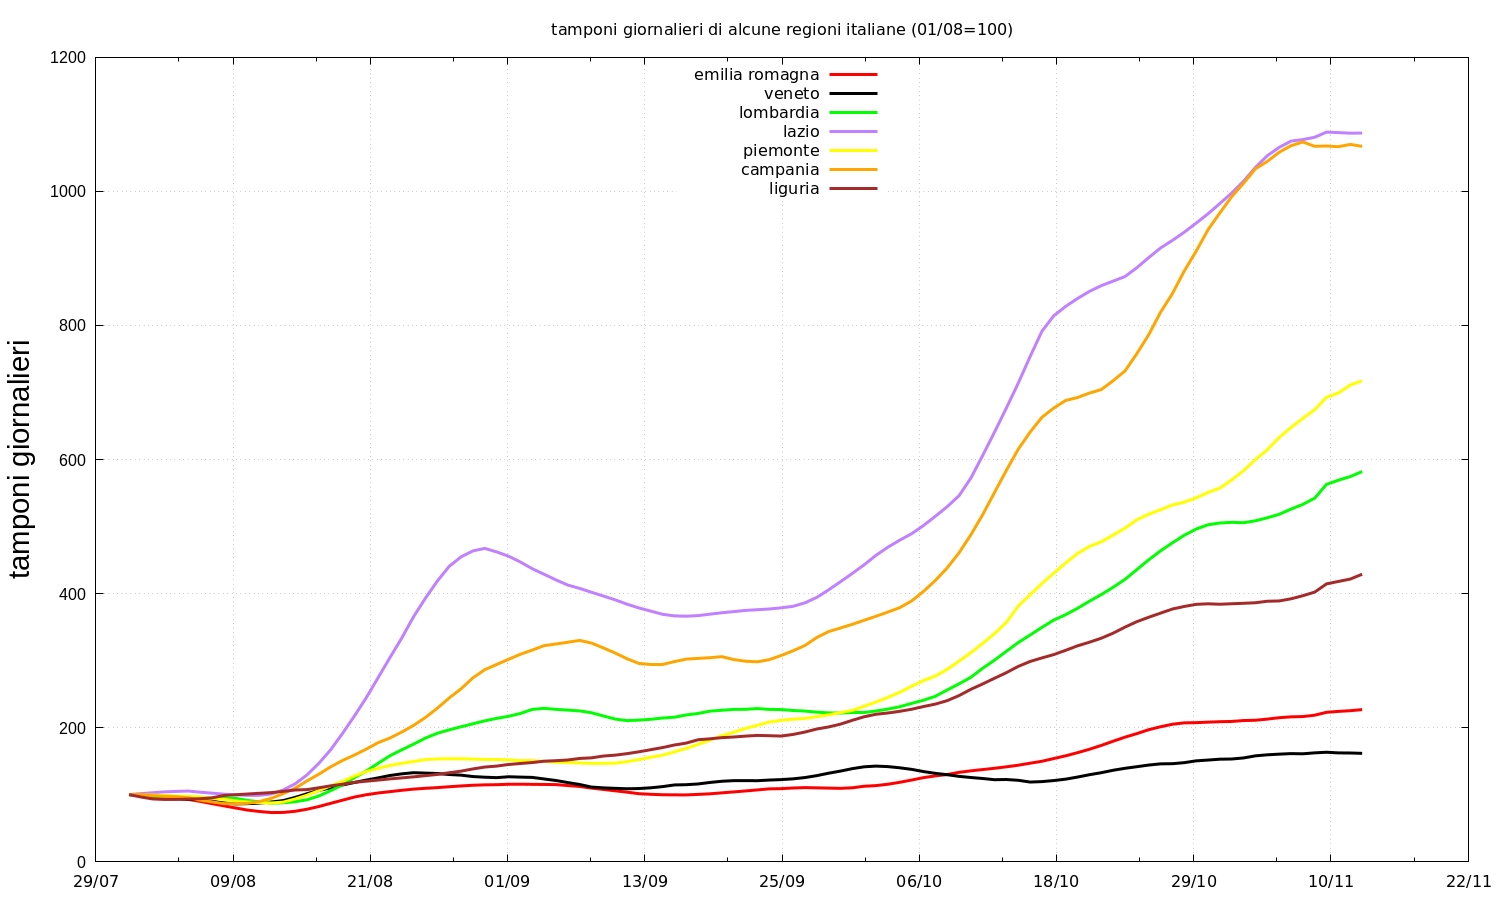 tamponi giornalieri di alcune regioni italiane (01/08=100)
emilia romagna
veneto
lombardia
lazio
piemonte
campania
liguria
tamponi giornalieri
1200
1000
800
600
400
200
0
29/07 09/08 21/08 01/09 13/09 25/09 06/10 18/10 29/10 10/11 22/11